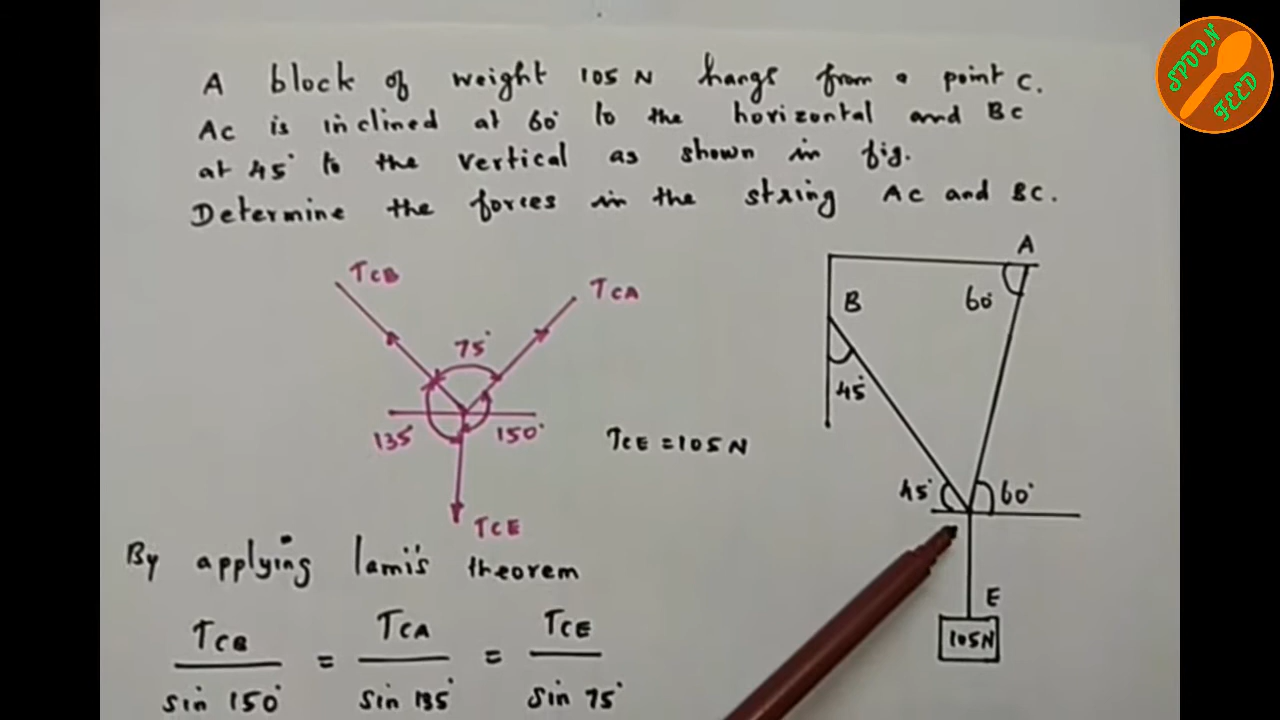 SPOON
FEED
A block of weight 105 N hangs from a point C.
AC is inclined at 60° to the horizontal and BC
at 45° to the vertical as shown in fig.
Determine the forces in the string AC and BC.
TCB
TCA
75°
135°
150°
TCE
TCE = 105 N
A
60°
B
45°
45°
60°
E
105N
By applying lami's theorem
TCB / sin 150° = TCA / sin 135° = TCE / sin 75°